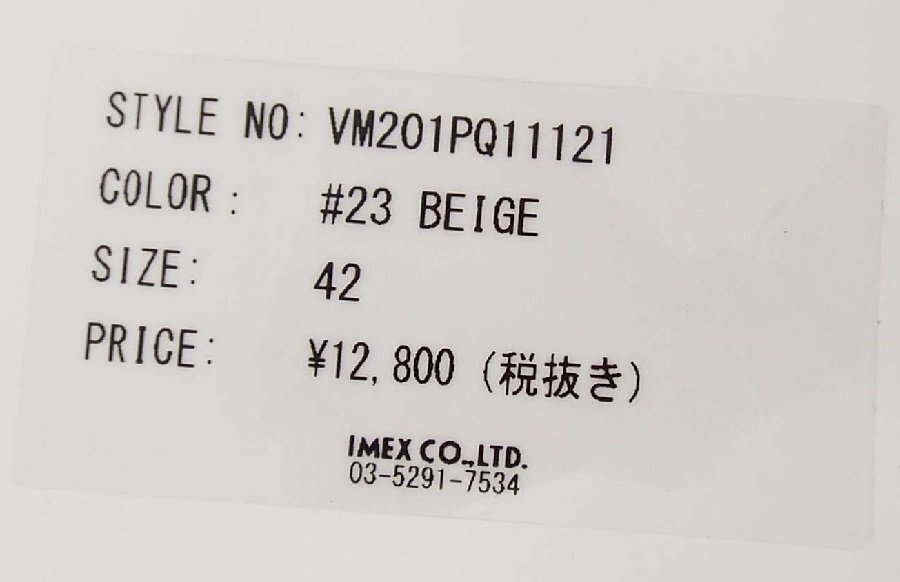 STYLE NO: VM201PQ11121
COLOR: #23 BEIGE
SIZE: 42
PRICE: ¥12,800 (税抜き)
IMEX CO.,LTD.
03-5291-7534